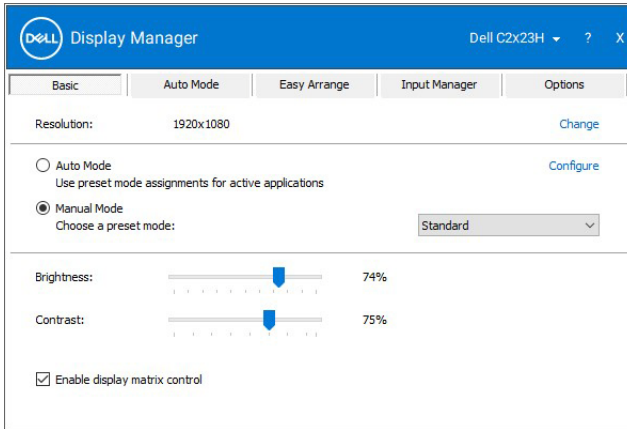 DELL Display Manager Dell C2x23H ? X
Basic Auto Mode Easy Arrange Input Manager Options
Resolution: 1920x1080 Change
Auto Mode Configure
Use preset mode assignments for active applications
Manual Mode
Choose a preset mode: Standard
Brightness: 74%
Contrast: 75%
Enable display matrix control